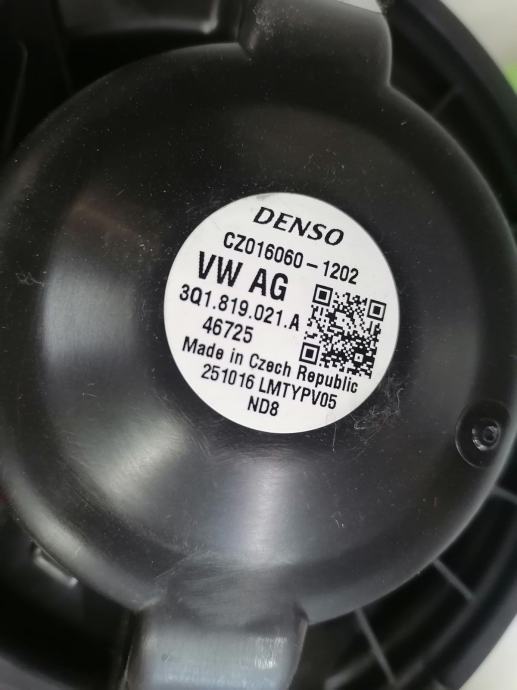 DENSO
CZ016060-1202
VW AG
3Q1.819.021.A
46725
Made in Czech Republic
251016 LMTYPV05
ND8